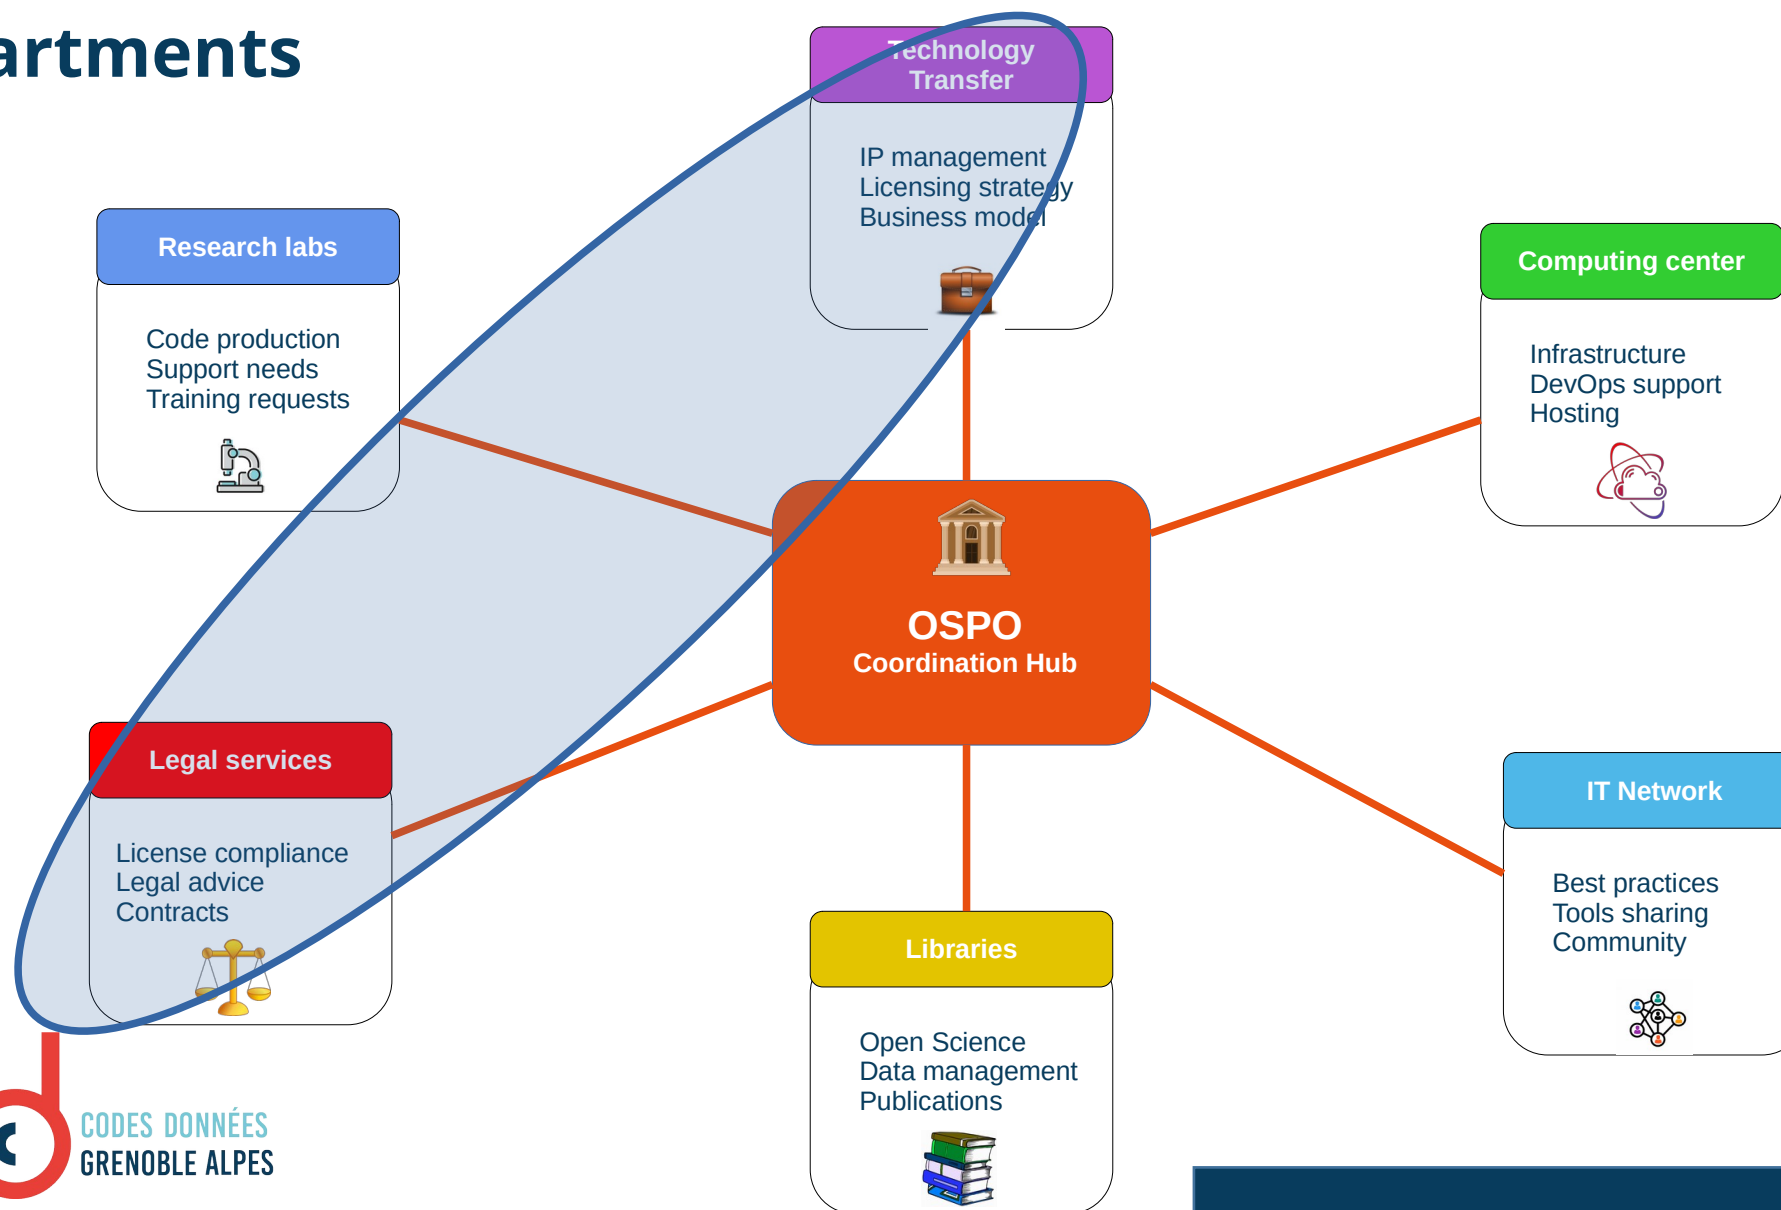 artments
Technology
Transfer
IP management
Licensing strategy
Business model
Research labs
Code production
Support needs
Training requests
Computing center
Infrastructure
DevOps support
Hosting
OSPO
Coordination Hub
Legal services
License compliance
Legal advice
Contracts
IT Network
Best practices
Tools sharing
Community
Libraries
Open Science
Data management
Publications
CODES DONNÉES
GRENOBLE ALPES